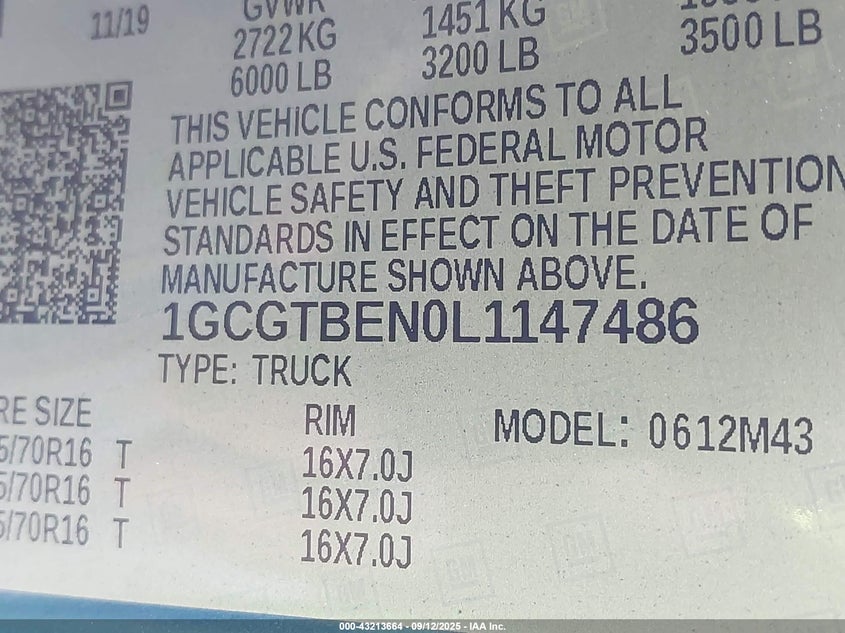 11/19
GVWR
2722 KG
6000 LB
1451 KG
3200 LB
3500 LB
THIS VEHICLE CONFORMS TO ALL
APPLICABLE U.S. FEDERAL MOTOR
VEHICLE SAFETY AND THEFT PREVENTION
STANDARDS IN EFFECT ON THE DATE OF
MANUFACTURE SHOWN ABOVE.
1GCGTBEN0L1147486
TYPE: TRUCK
RE SIZE
RIM
MODEL: 0612M43
5/70R16 T
16X7.0J
5/70R16 T
16X7.0J
5/70R16 T
16X7.0J
GM
000-43213664 - 09/12/2025 - IAA Inc.